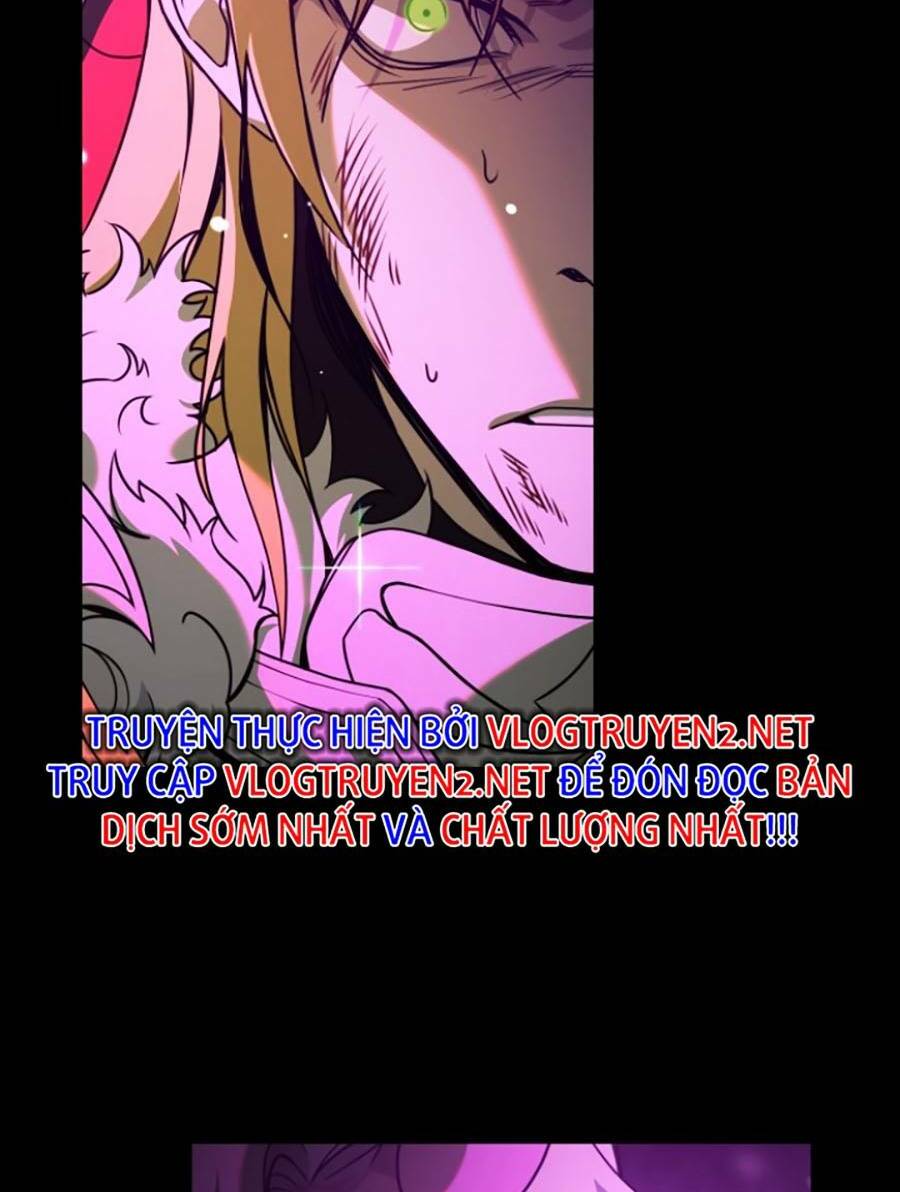 TRUYỆN THỰC HIỆN BỞI VLOGTRUYEN2.NET
TRUY CẬP VLOGTRUYEN2.NET ĐỂ ĐÓN ĐỌC BẢN
DỊCH SỚM NHẤT VÀ CHẤT LƯỢNG NHẤT!!!